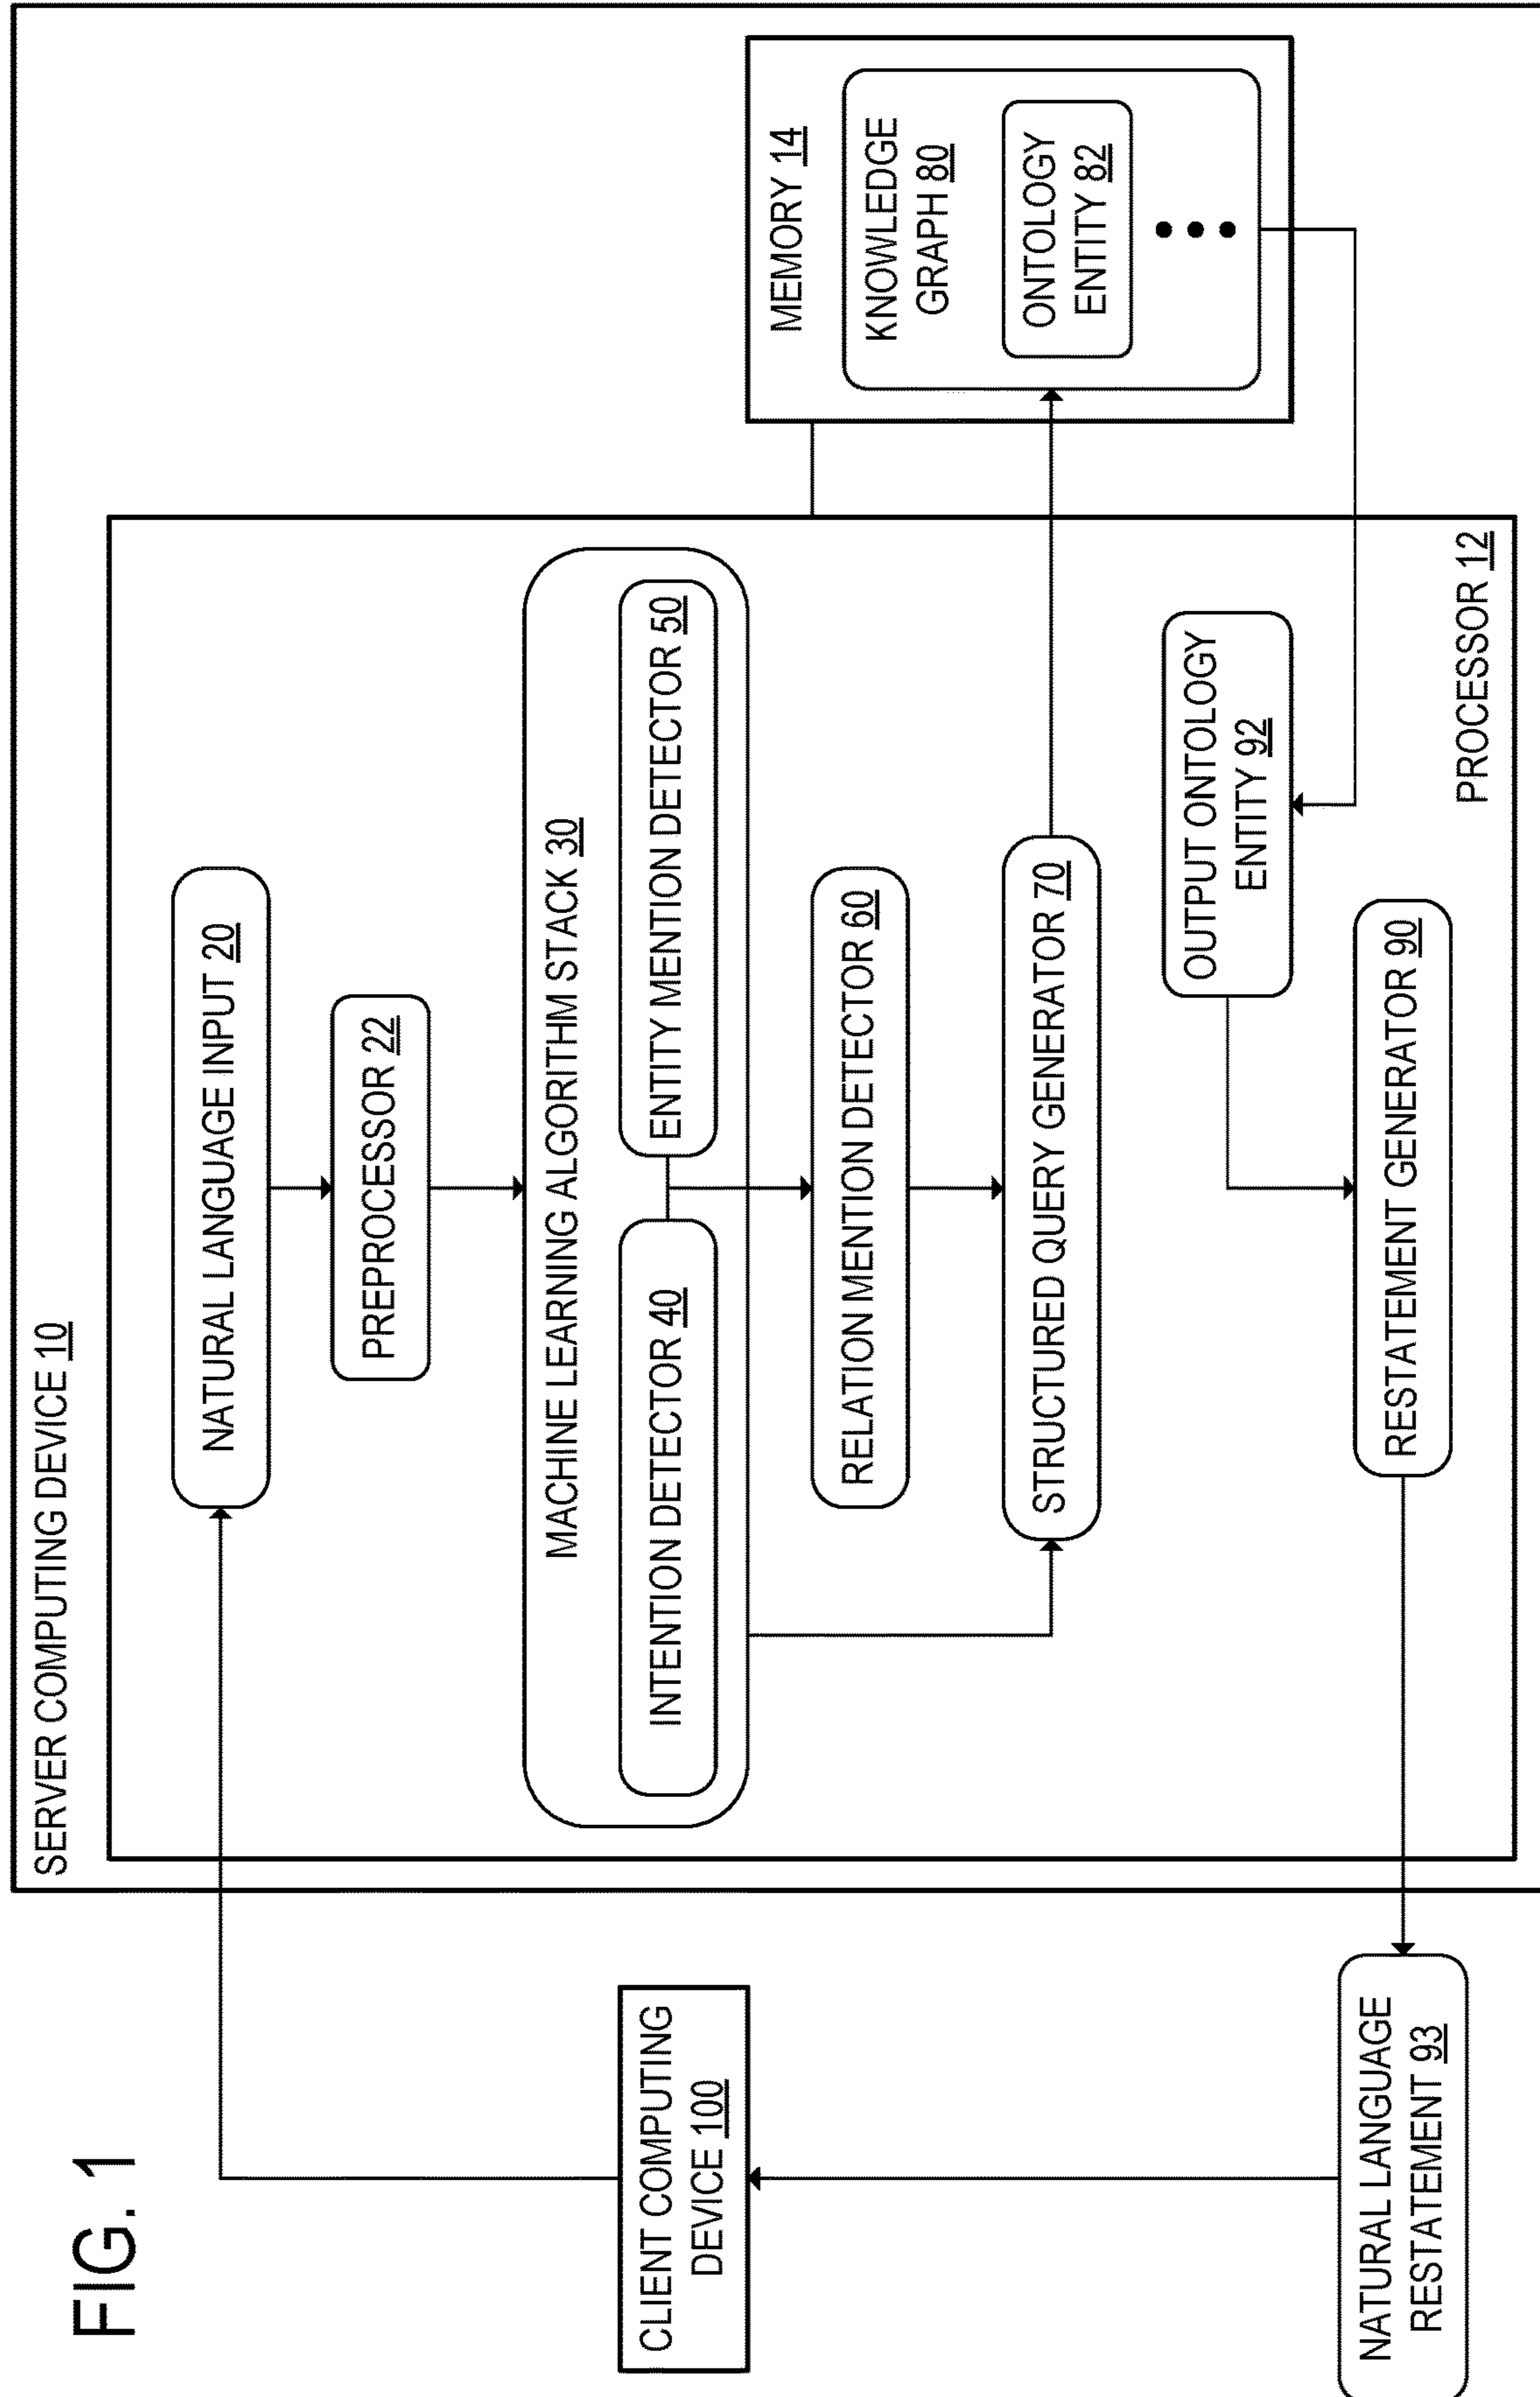 FIG. 1
SERVER COMPUTING DEVICE 10
NATURAL LANGUAGE INPUT 20
PREPROCESSOR 22
MACHINE LEARNING ALGORITHM STACK 30
INTENTION DETECTOR 40
ENTITY MENTION DETECTOR 50
RELATION MENTION DETECTOR 60
STRUCTURED QUERY GENERATOR 70
MEMORY 14
KNOWLEDGE
GRAPH 80
ONTOLOGY
ENTITY 82
OUTPUT ONTOLOGY
ENTITY 92
RESTATEMENT GENERATOR 90
PROCESSOR 12
CLIENT COMPUTING
DEVICE 100
NATURAL LANGUAGE
RESTATEMENT 93